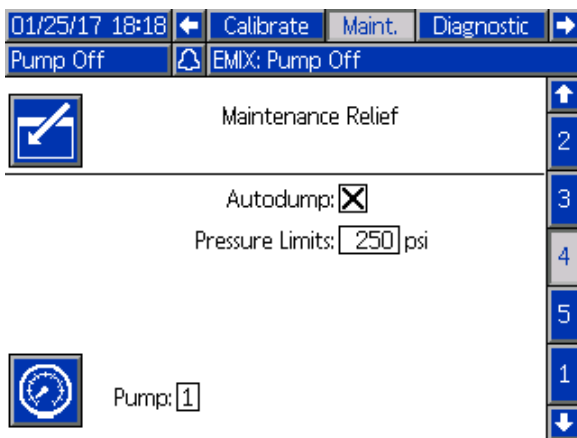 01/25/17 18:18 Calibrate Maint. Diagnostic
Pump Off EMIX: Pump Off
Maintenance Relief
2
Autodump:
3
Pressure Limits: 250 psi
4
5
Pump: 1
1